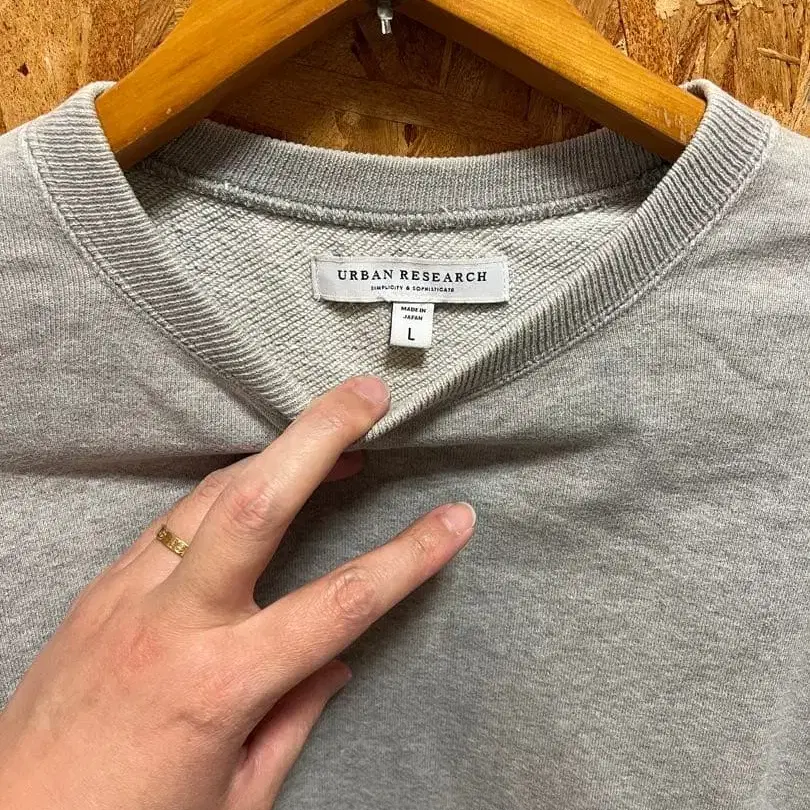 URBAN RESEARCH
SIMPLICITY & SOPHISTICATE
MADE IN
JAPAN
L